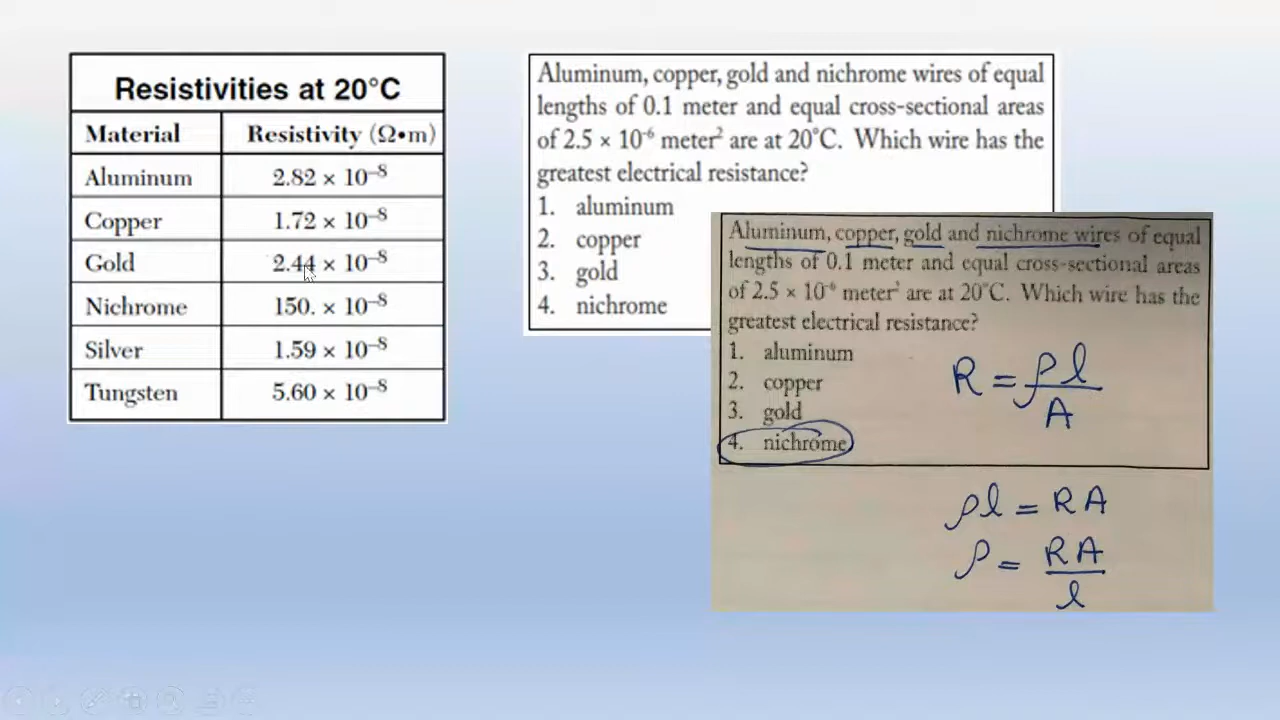 Resistivities at 20°C
Material Resistivity (Ω•m)
Aluminum 2.82 × 10⁻⁸
Copper 1.72 × 10⁻⁸
Gold 2.44 × 10⁻⁸
Nichrome 150. × 10⁻⁸
Silver 1.59 × 10⁻⁸
Tungsten 5.60 × 10⁻⁸
Aluminum, copper, gold and nichrome wires of equal
lengths of 0.1 meter and equal cross-sectional areas
of 2.5 × 10⁻⁶ meter² are at 20°C. Which wire has the
greatest electrical resistance?
1. aluminum
2. copper
3. gold
4. nichrome
Aluminum, copper, gold and nichrome wires of equal
lengths of 0.1 meter and equal cross-sectional areas
of 2.5 × 10⁻⁶ meter² are at 20°C. Which wire has the
greatest electrical resistance?
1. aluminum
2. copper
3. gold
4. nichrome
R = ρl / A
ρl = RA
ρ = RA / l